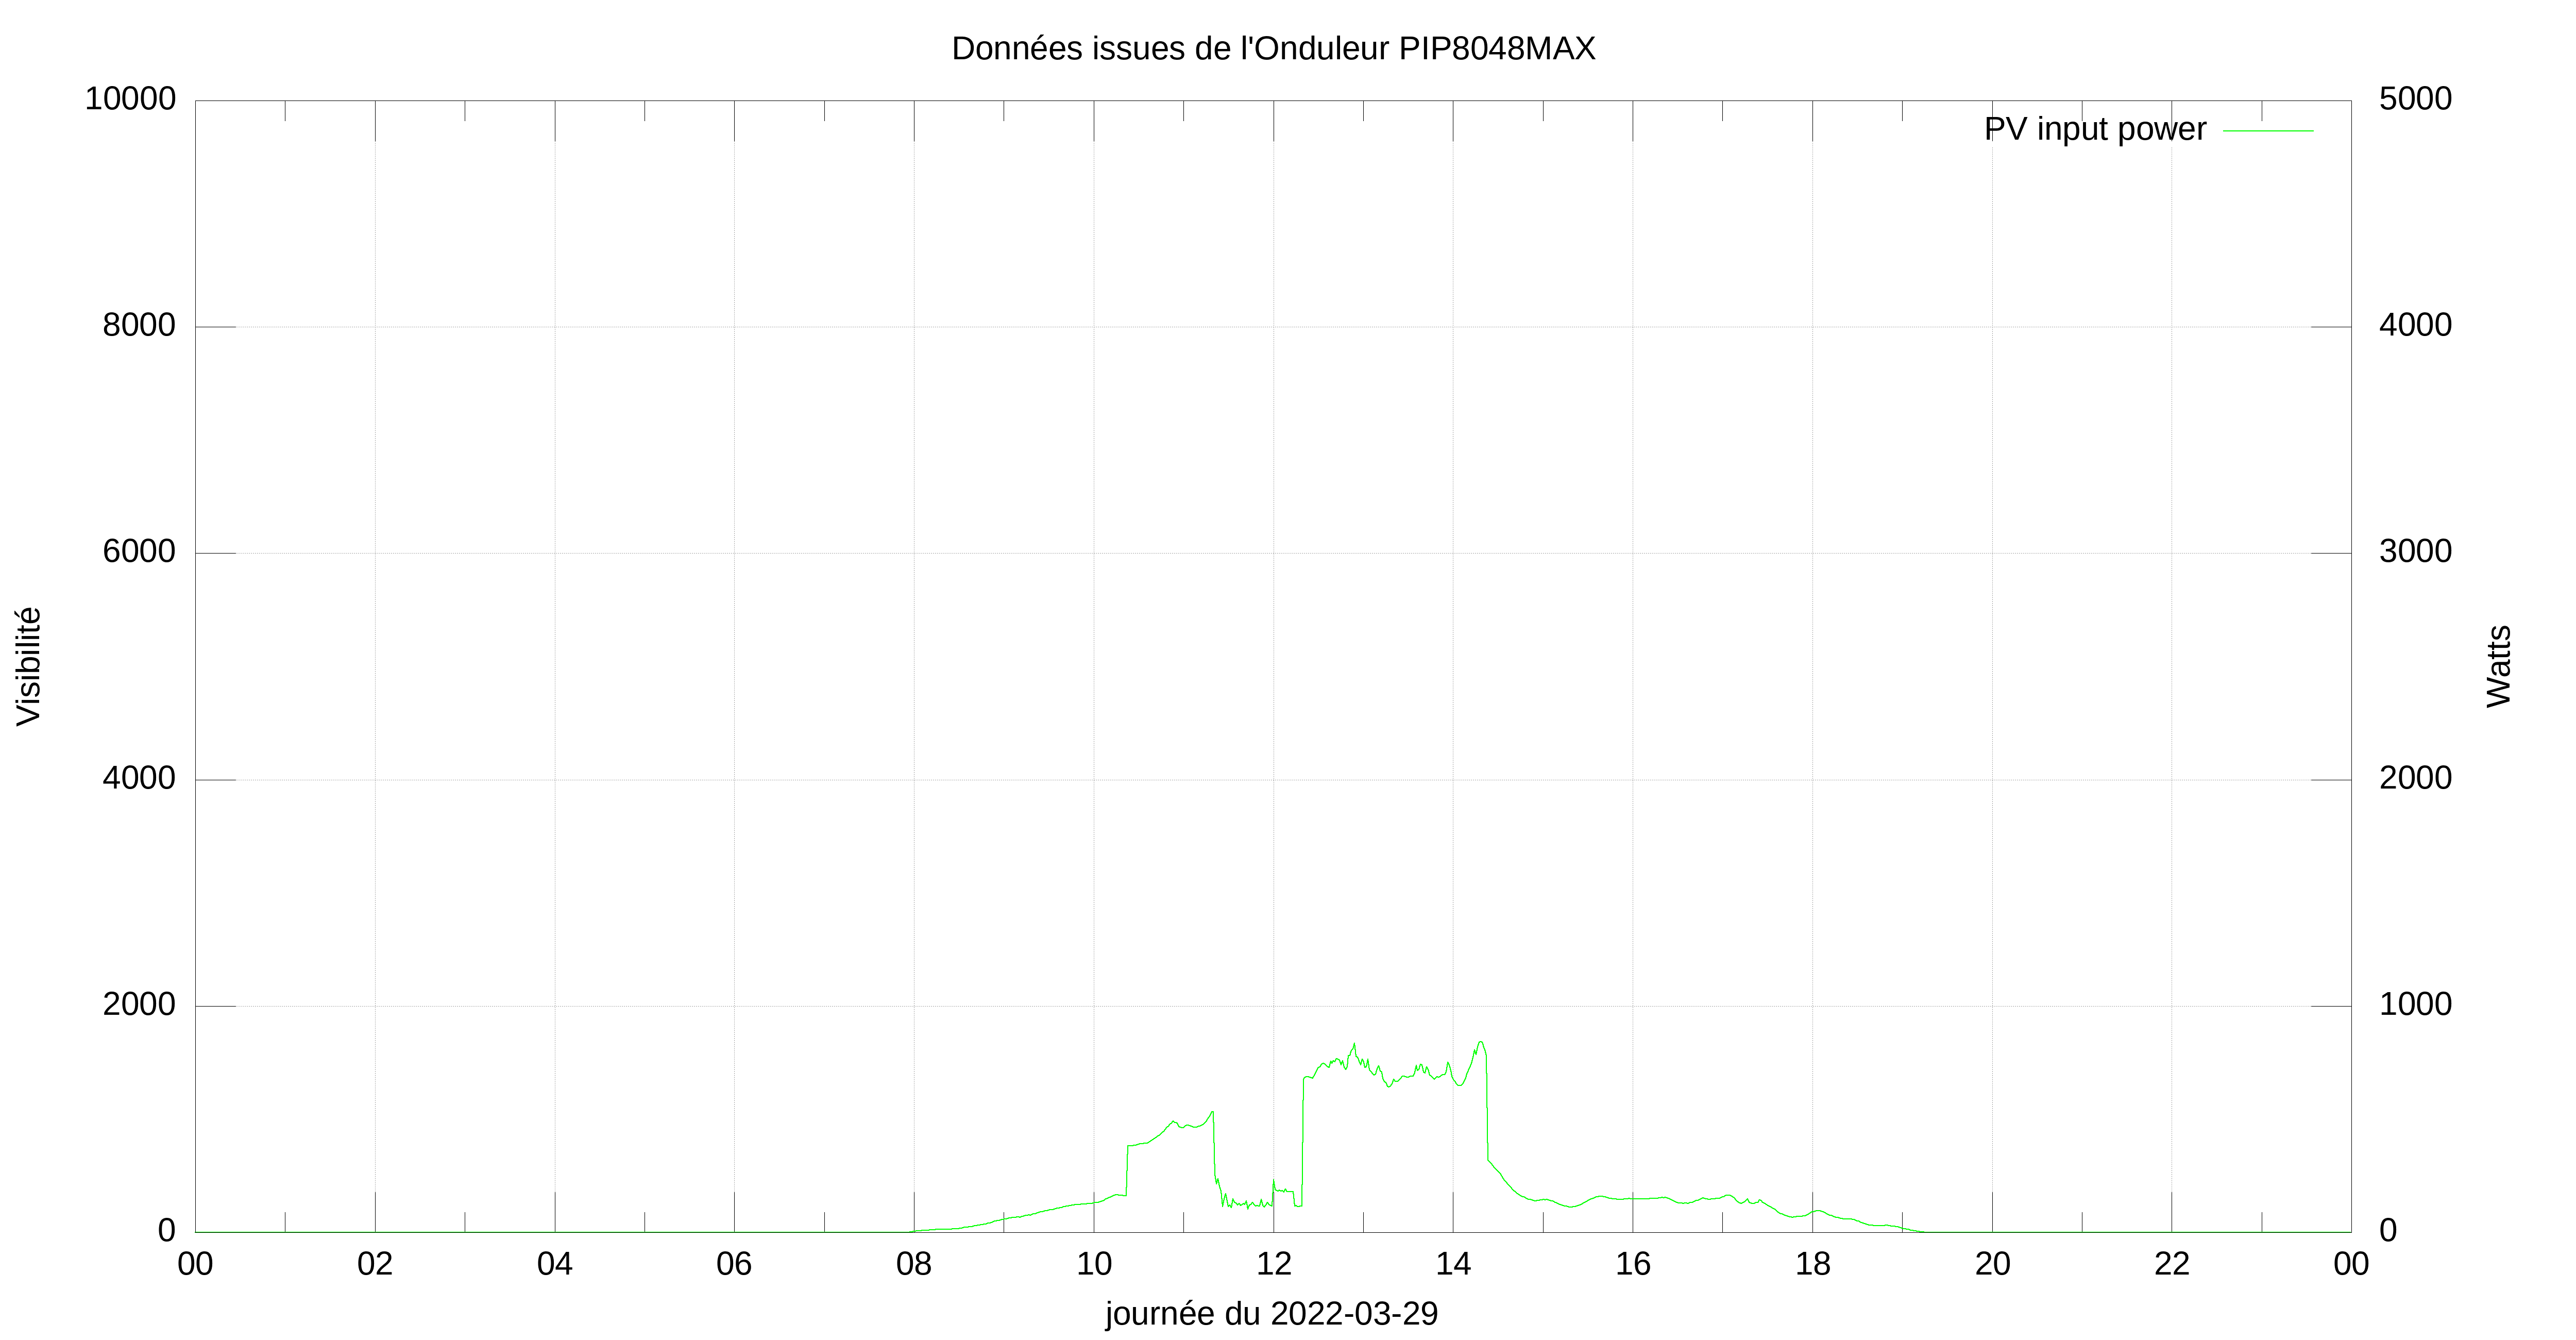 Données issues de l'Onduleur PIP8048MAX
10000
8000
6000
4000
2000
0
Visibilité
5000
4000
3000
2000
1000
0
Watts
PV input power
00 02 04 06 08 10 12 14 16 18 20 22 00
journée du 2022-03-29